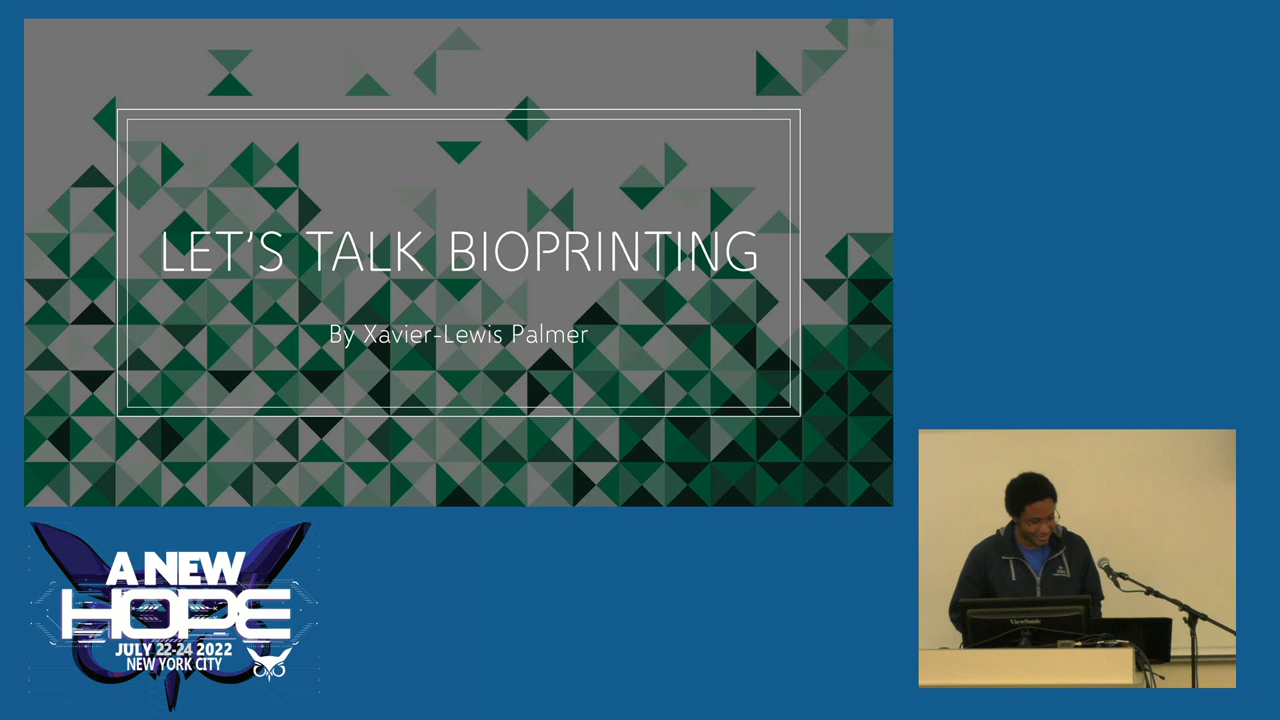 LET'S TALK BIOPRINTING
By Xavier-Lewis Palmer
A NEW
HOPE
JULY 22-24 2022
NEW YORK CITY
ViewSonic